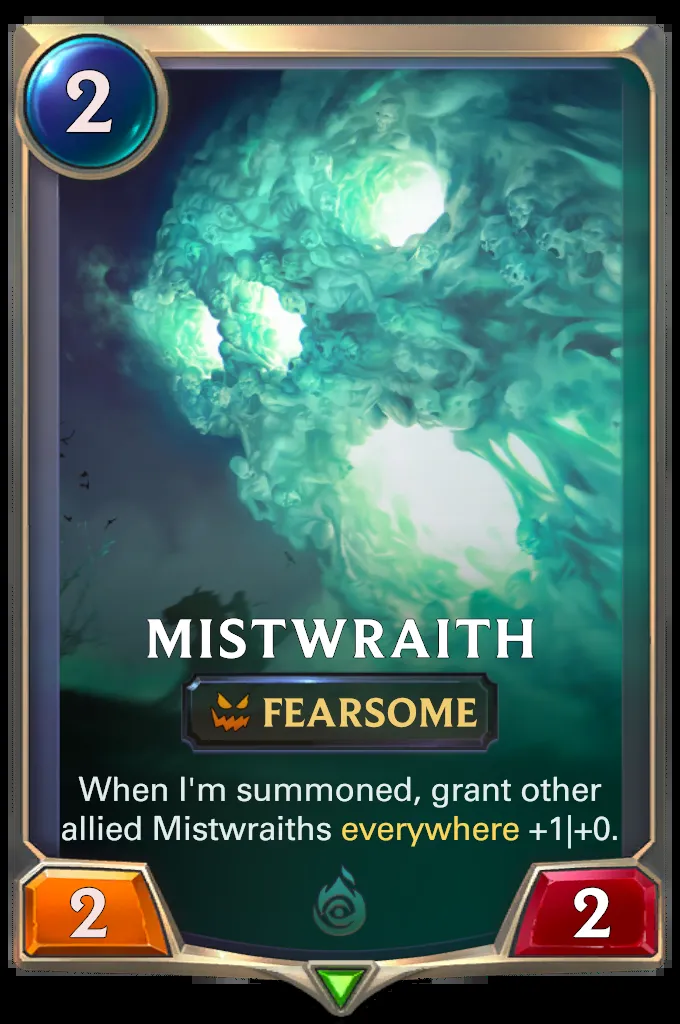 2
MISTWRAITH
FEARSOME
When I'm summoned, grant other
allied Mistwraiths everywhere +1|+0.
2
2